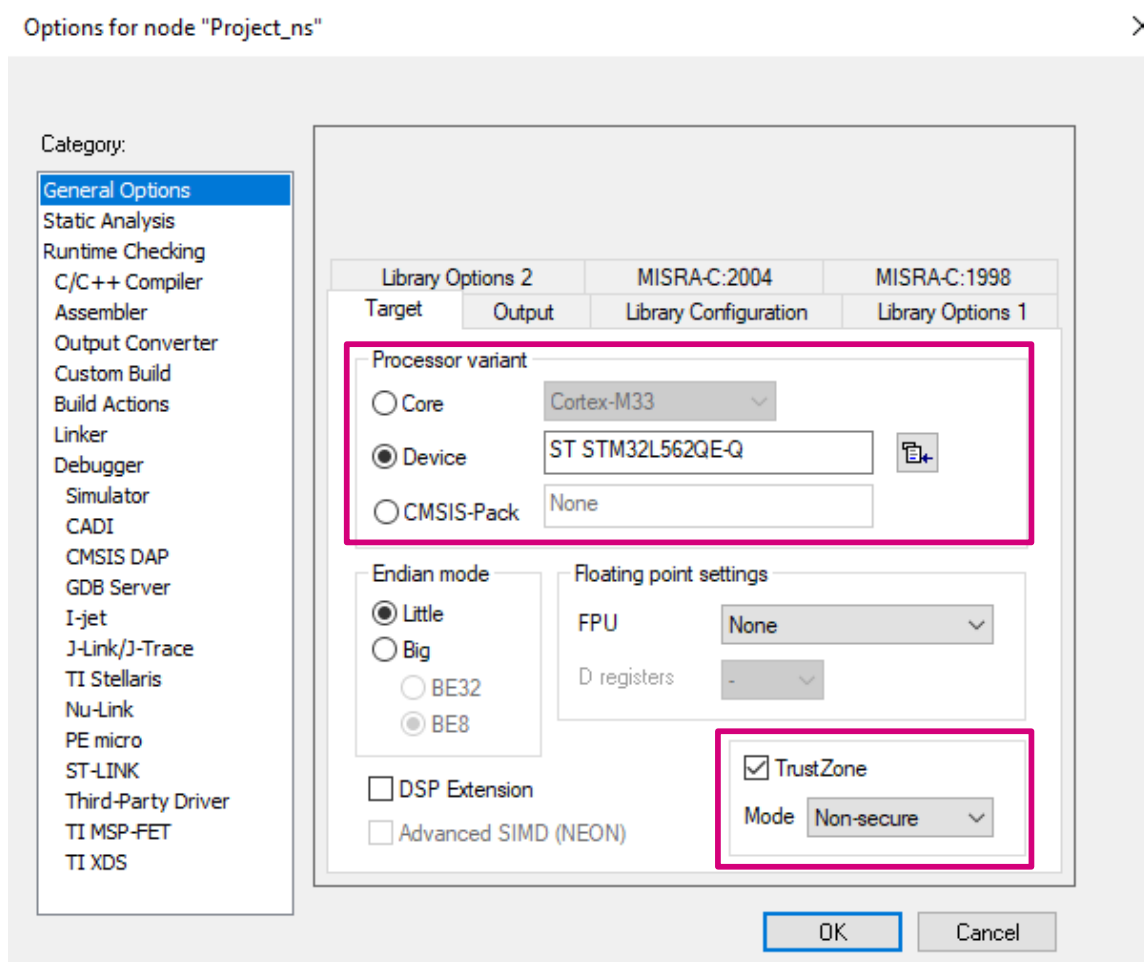 Options for node "Project_ns"
Category:
General Options
Static Analysis
Runtime Checking
C/C++ Compiler
Assembler
Output Converter
Custom Build
Build Actions
Linker
Debugger
Simulator
CADI
CMSIS DAP
GDB Server
I-jet
J-Link/J-Trace
TI Stellaris
Nu-Link
PE micro
ST-LINK
Third-Party Driver
TI MSP-FET
TI XDS
Library Options 2 MISRA-C:2004 MISRA-C:1998
Target Output Library Configuration Library Options 1
Processor variant
Core Cortex-M33
Device ST STM32L562QE-Q
CMSIS-Pack None
Endian mode
Little
Big
BE32
BE8
Floating point settings
FPU None
D registers -
DSP Extension
Advanced SIMD (NEON)
TrustZone
Mode Non-secure
OK Cancel